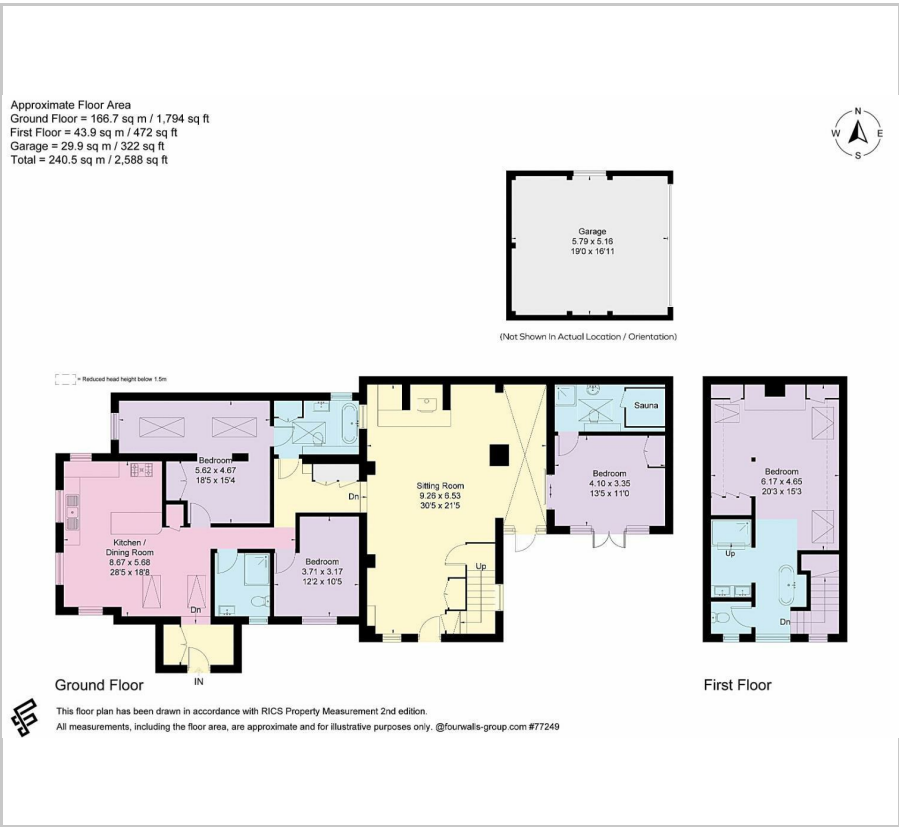 Approximate Floor Area
Ground Floor = 166.7 sq m / 1,794 sq ft
First Floor = 43.9 sq m / 472 sq ft
Garage = 29.9 sq m / 322 sq ft
Total = 240.5 sq m / 2,588 sq ft
N
W E
S
Garage
5.79 x 5.16
19'0 x 16'11
(Not Shown In Actual Location / Orientation)
= Reduced head height below 1.5m
Sauna
Bedroom
5.62 x 4.67
18'5 x 15'4
Dn
Sitting Room
9.26 x 6.53
30'5 x 21'5
Bedroom
4.10 x 3.35
13'5 x 11'0
Bedroom
6.17 x 4.65
20'3 x 15'3
Kitchen /
Dining Room
8.67 x 5.68
28'5 x 18'8
Bedroom
3.71 x 3.17
12'2 x 10'5
Up
Up
Dn
Dn
IN
Ground Floor
First Floor
This floor plan has been drawn in accordance with RICS Property Measurement 2nd edition.
All measurements, including the floor area, are approximate and for illustrative purposes only. @fourwalls-group.com #77249